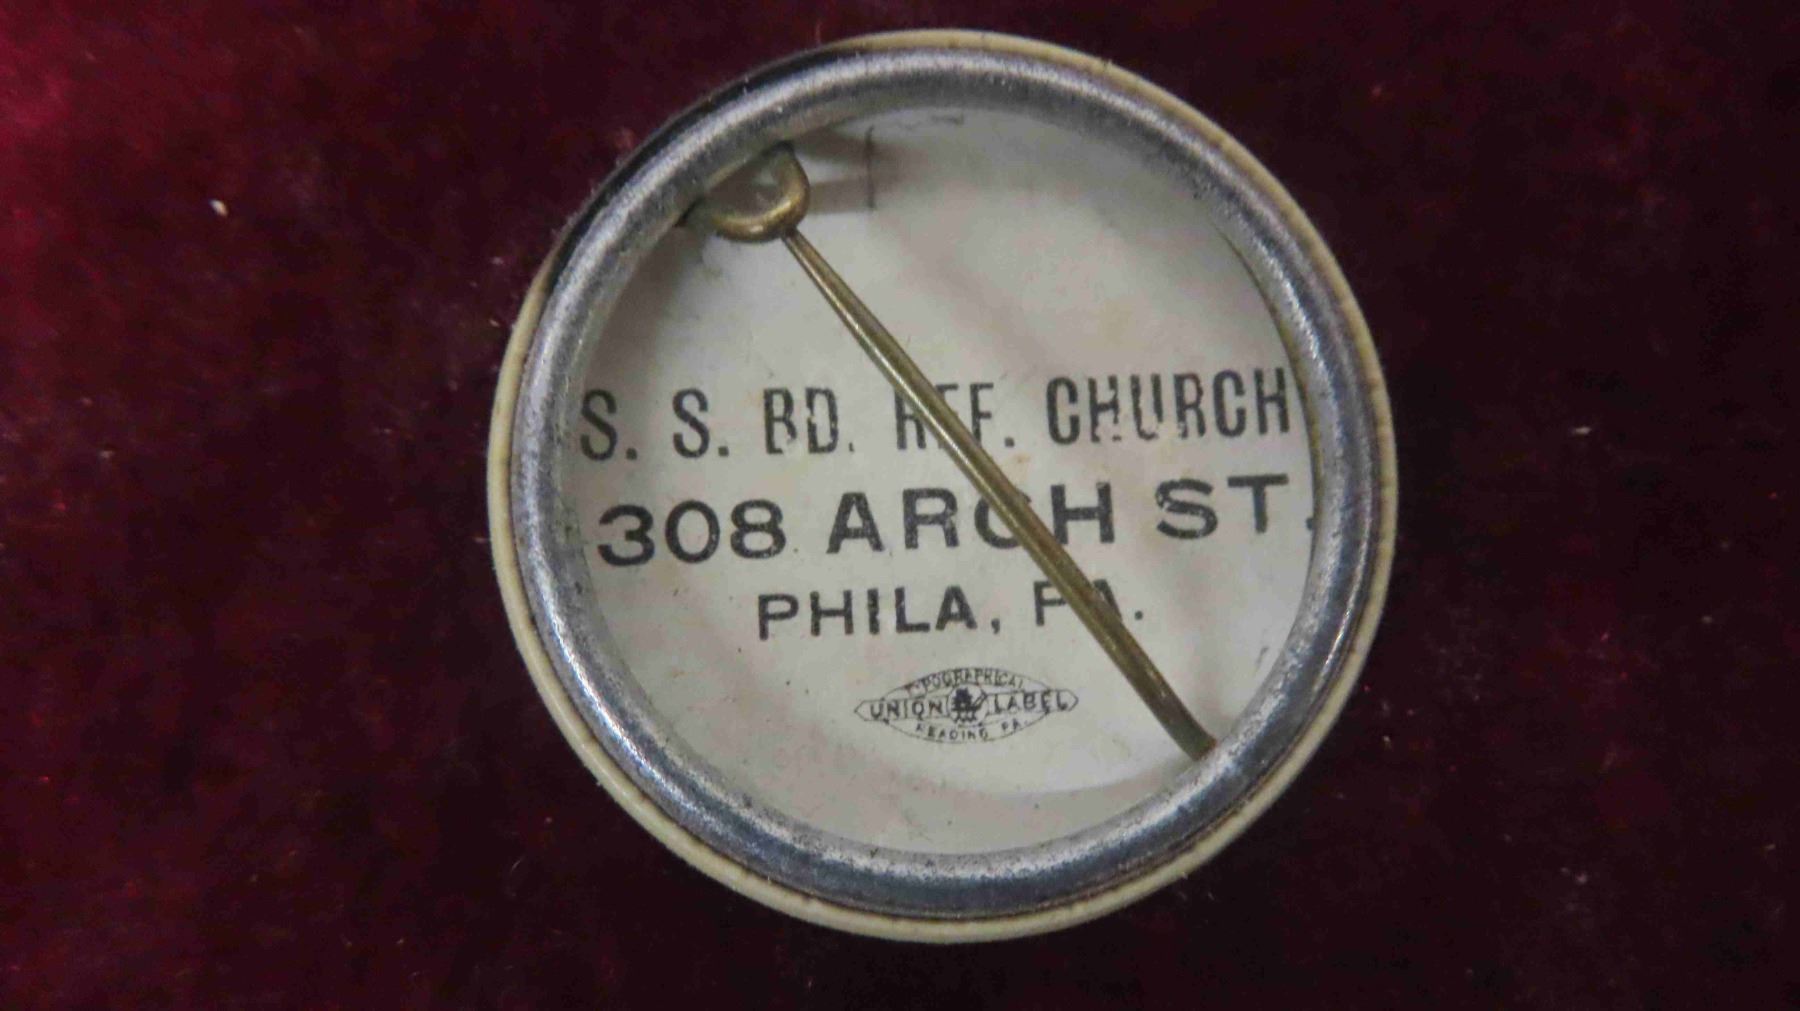 S. S. BD. REF. CHURCH
308 ARCH ST.
PHILA, PA.
TYPOGRAPHICAL
UNION LABEL
READING PA.